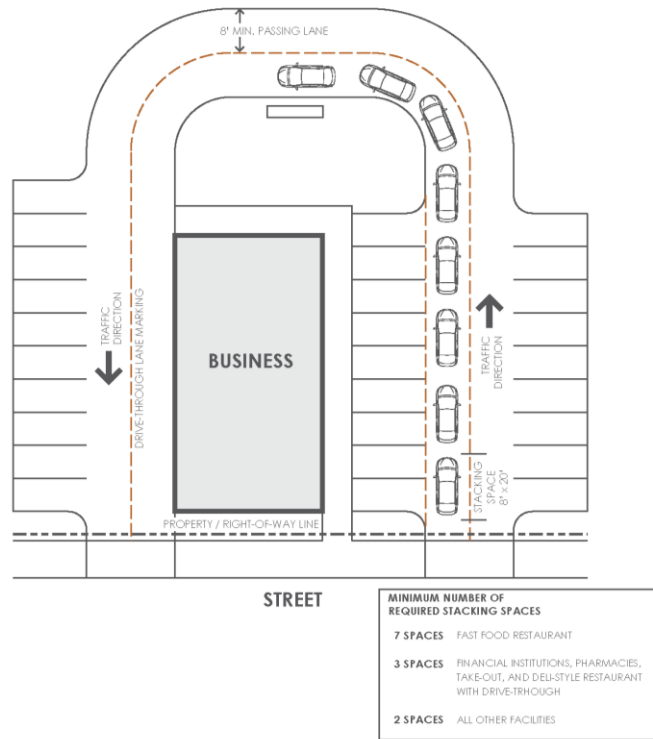 8' MIN. PASSING LANE
TRAFFIC
DIRECTION
DRIVE-THROUGH LANE MARKING
BUSINESS
TRAFFIC
DIRECTION
STACKING
SPACE
8' x 20'
PROPERTY / RIGHT-OF-WAY LINE
STREET
MINIMUM NUMBER OF
REQUIRED STACKING SPACES
7 SPACES FAST FOOD RESTAURANT
3 SPACES FINANCIAL INSTITUTIONS, PHARMACIES,
TAKE-OUT, AND DELI-STYLE RESTAURANT
WITH DRIVE-TRHOUGH
2 SPACES ALL OTHER FACILITIES